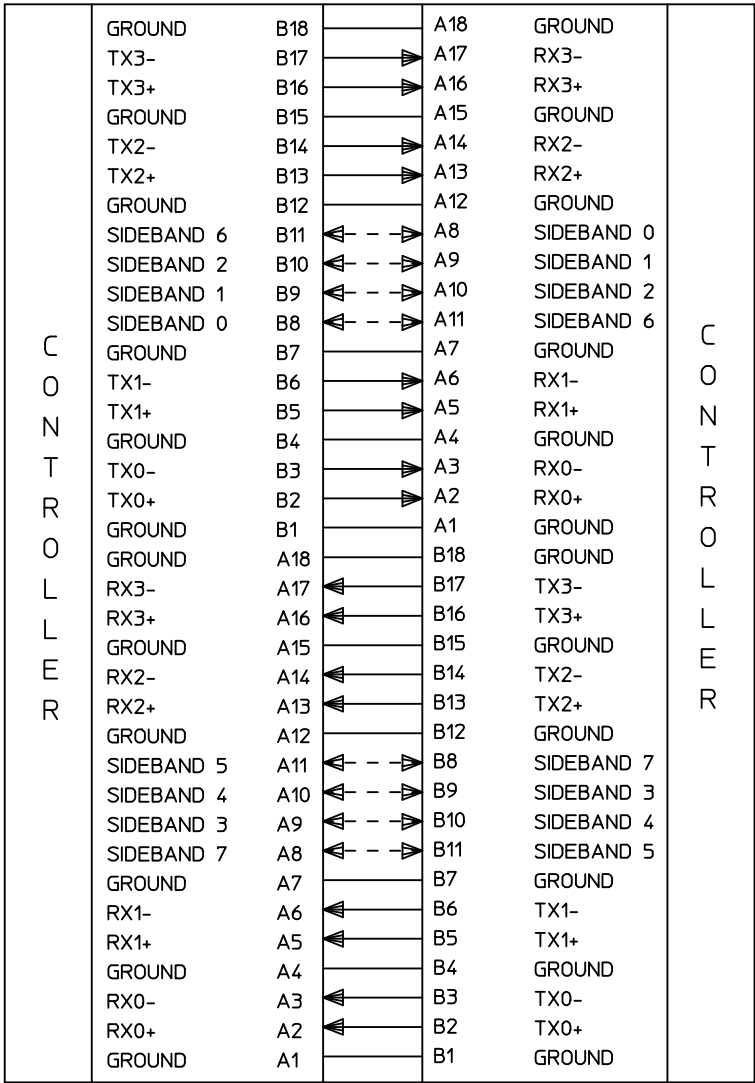 GROUND B18 A18 GROUND
TX3- B17 A17 RX3-
TX3+ B16 A16 RX3+
GROUND B15 A15 GROUND
TX2- B14 A14 RX2-
TX2+ B13 A13 RX2+
GROUND B12 A12 GROUND
SIDEBAND 6 B11 A8 SIDEBAND 0
SIDEBAND 2 B10 A9 SIDEBAND 1
SIDEBAND 1 B9 A10 SIDEBAND 2
SIDEBAND 0 B8 A11 SIDEBAND 6
GROUND B7 A7 GROUND
TX1- B6 A6 RX1-
TX1+ B5 A5 RX1+
GROUND B4 A4 GROUND
TX0- B3 A3 RX0-
TX0+ B2 A2 RX0+
GROUND B1 A1 GROUND
GROUND A18 B18 GROUND
RX3- A17 B17 TX3-
RX3+ A16 B16 TX3+
GROUND A15 B15 GROUND
RX2- A14 B14 TX2-
RX2+ A13 B13 TX2+
GROUND A12 B12 GROUND
SIDEBAND 5 A11 B8 SIDEBAND 7
SIDEBAND 4 A10 B9 SIDEBAND 3
SIDEBAND 3 A9 B10 SIDEBAND 4
SIDEBAND 7 A8 B11 SIDEBAND 5
GROUND A7 B7 GROUND
RX1- A6 B6 TX1-
RX1+ A5 B5 TX1+
GROUND A4 B4 GROUND
RX0- A3 B3 TX0-
RX0+ A2 B2 TX0+
GROUND A1 B1 GROUND
CONTROLLER
CONTROLLER